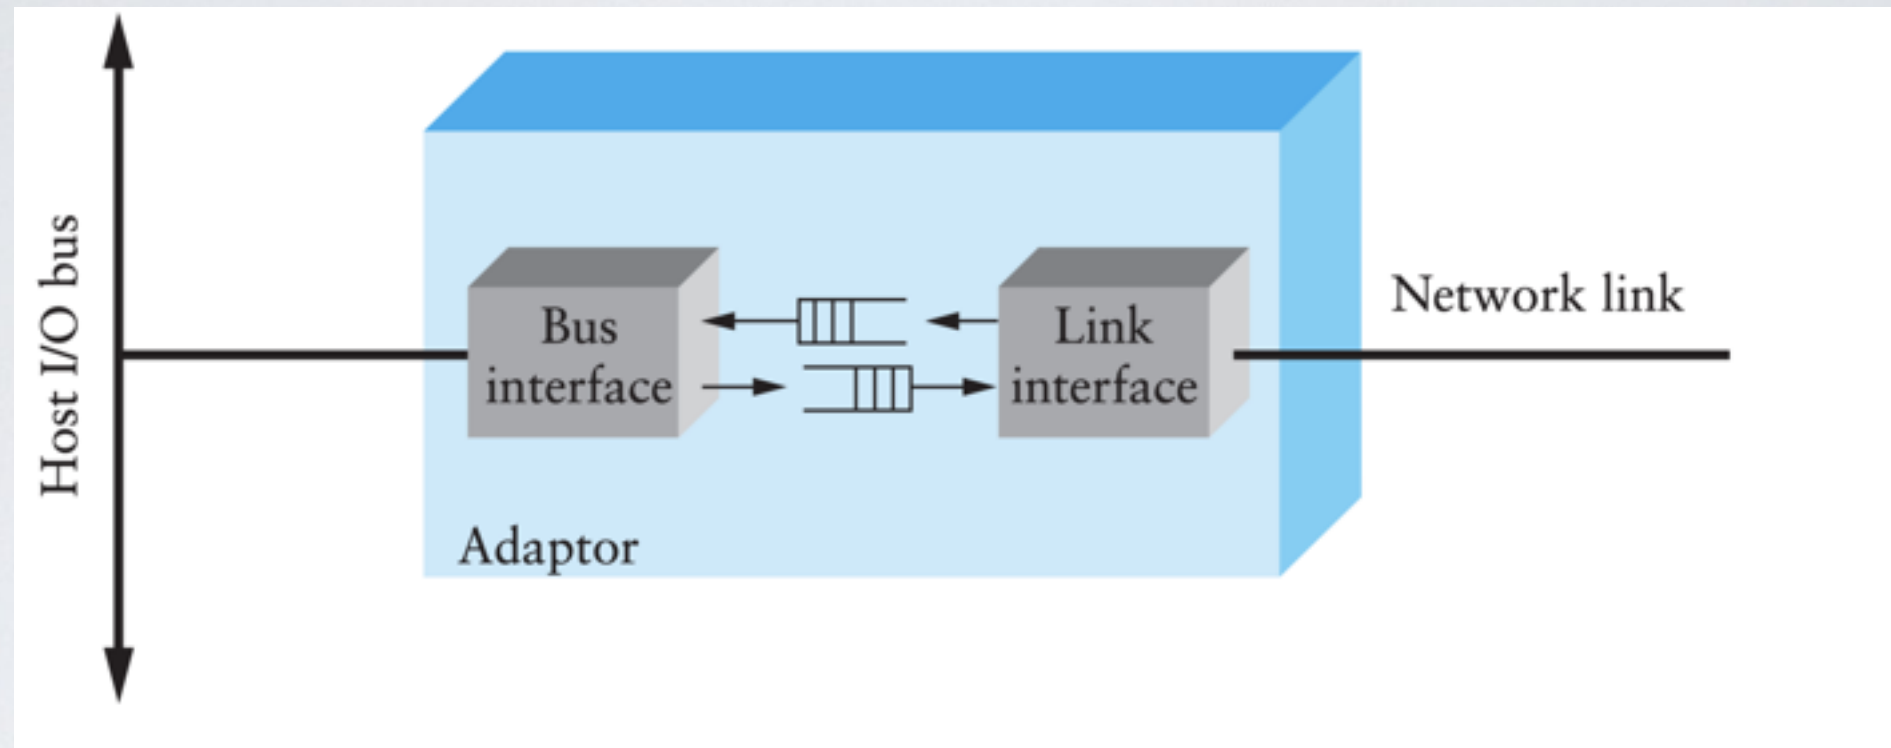 Host I/O bus
Bus
interface
Link
interface
Network link
Adaptor